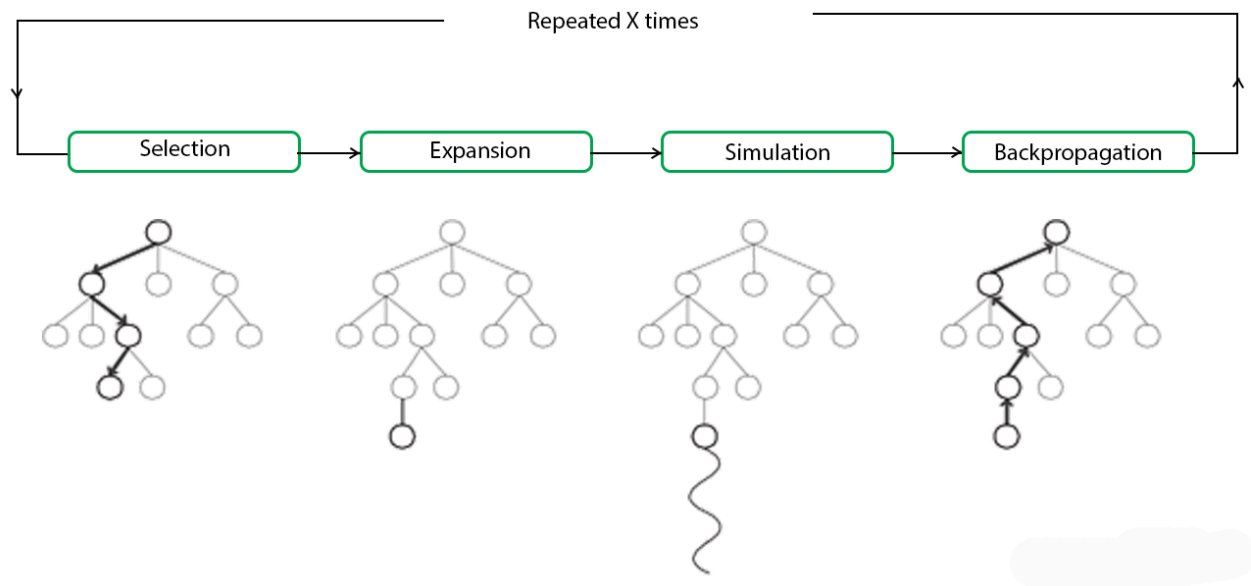 Repeated X times
Selection
Expansion
Simulation
Backpropagation